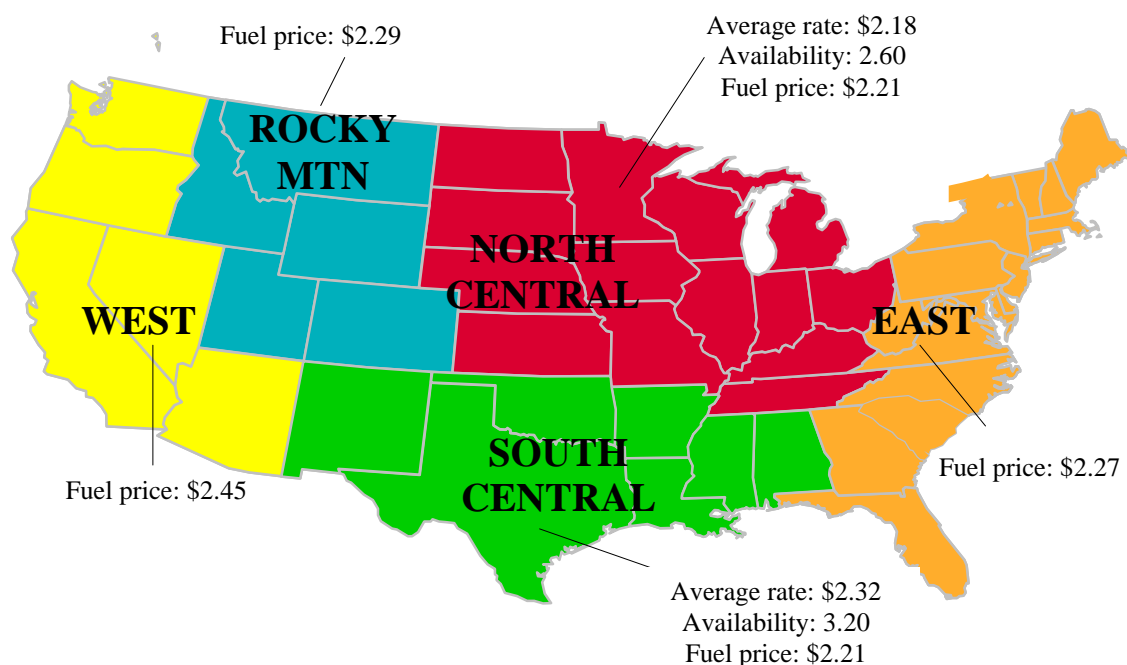 Fuel price: $2.29
Average rate: $2.18
Availability: 2.60
Fuel price: $2.21
ROCKY
MTN
NORTH
CENTRAL
WEST
EAST
SOUTH
CENTRAL
Fuel price: $2.45
Fuel price: $2.27
Average rate: $2.32
Availability: 3.20
Fuel price: $2.21